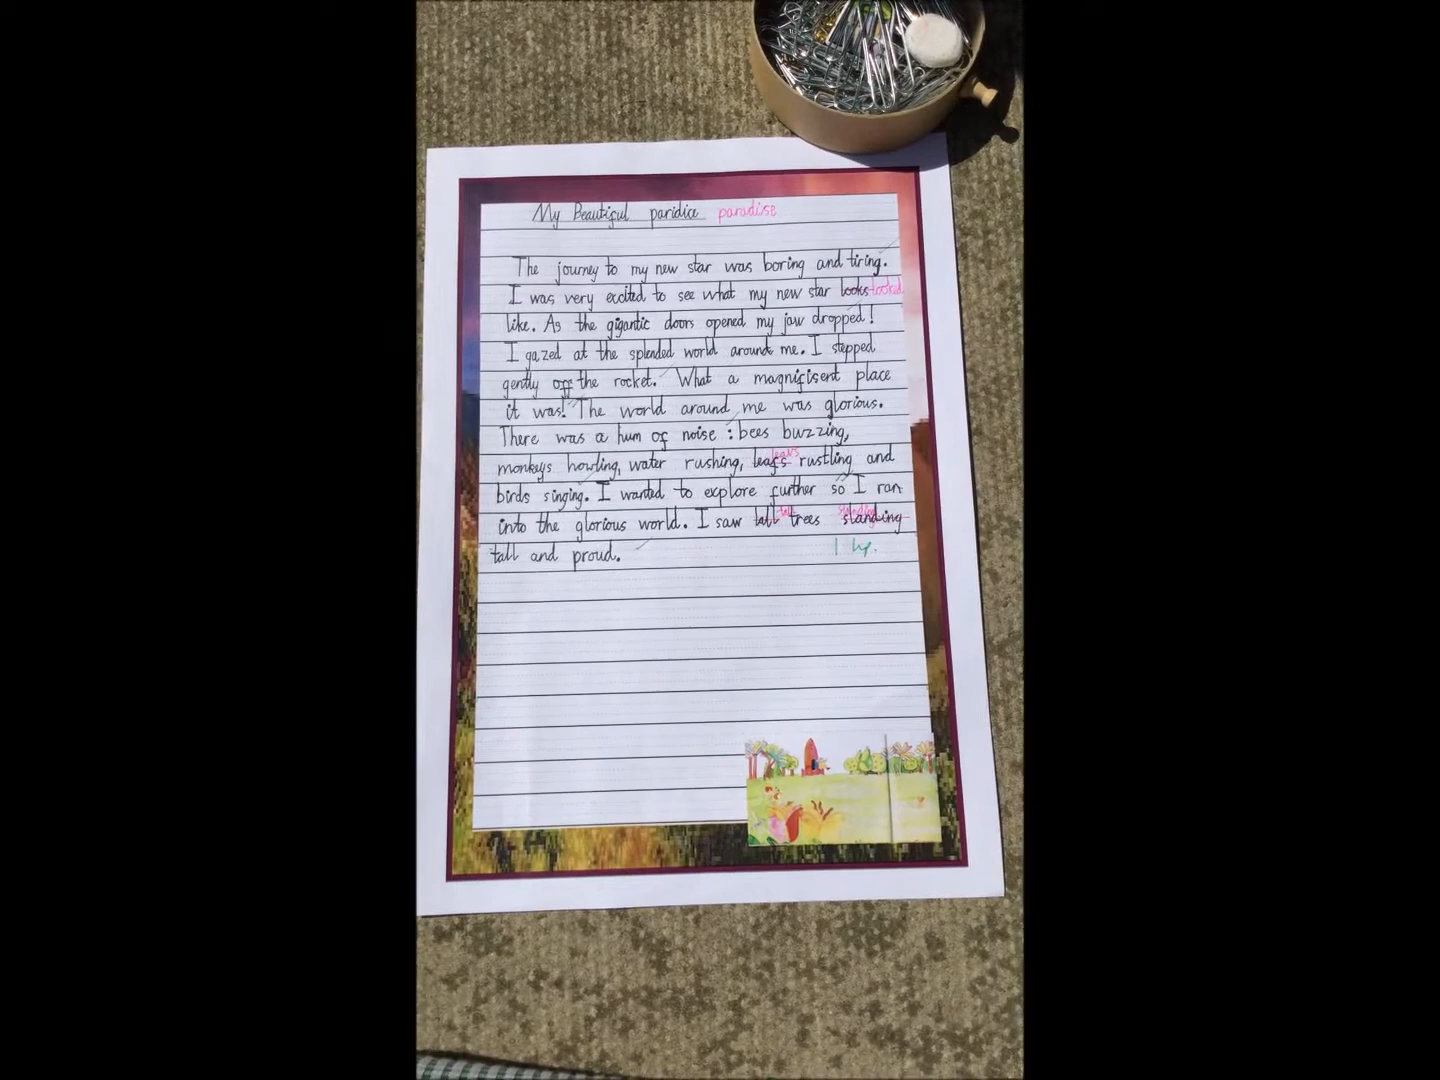 My Beautiful paridice paradise
The journey to my new star was boring and tiring.
I was very excited to see what my new star looks looked
like. As the gigantic doors opened my jaw dropped!
I gazed at the splended world around me. I stepped
gently off the rocket. What a magnifisent place
it was! The world around me was glorious.
There was a hum of noise : bees buzzing,
monkeys howling, water rushing, leafs leavs rustling and
birds singing. I wanted to explore further so I ran
into the glorious world. I saw tall tall trees standing standing
tall and proud.